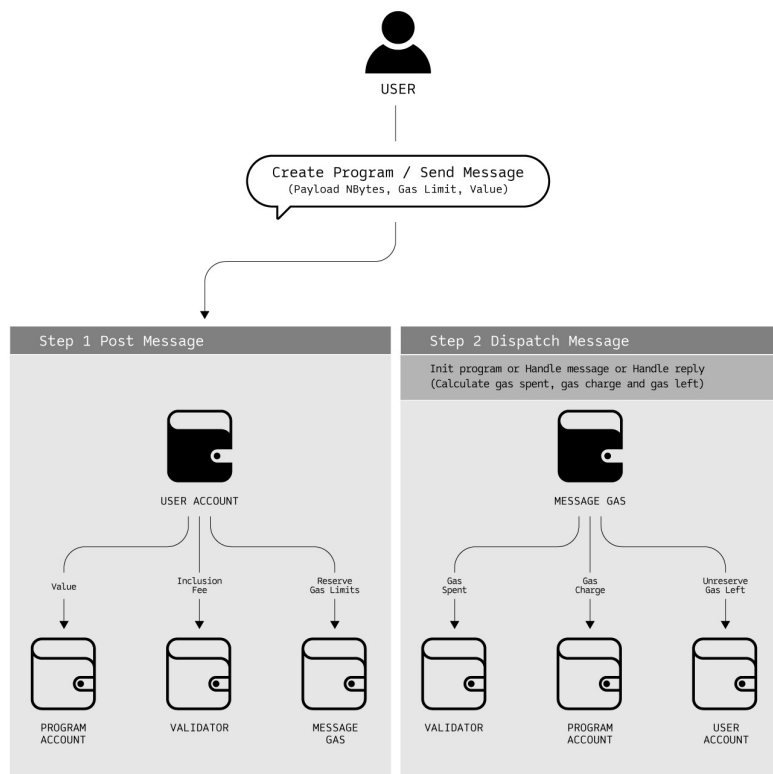 USER
Create Program / Send Message
(Payload NBytes, Gas Limit, Value)
Step 1 Post Message
USER ACCOUNT
Value
Inclusion
Fee
Reserve
Gas Limits
PROGRAM
ACCOUNT
VALIDATOR
MESSAGE
GAS
Step 2 Dispatch Message
Init program or Handle message or Handle reply
(Calculate gas spent, gas charge and gas left)
MESSAGE GAS
Gas
Spent
Gas
Charge
Unreserve
Gas Left
VALIDATOR
PROGRAM
ACCOUNT
USER
ACCOUNT